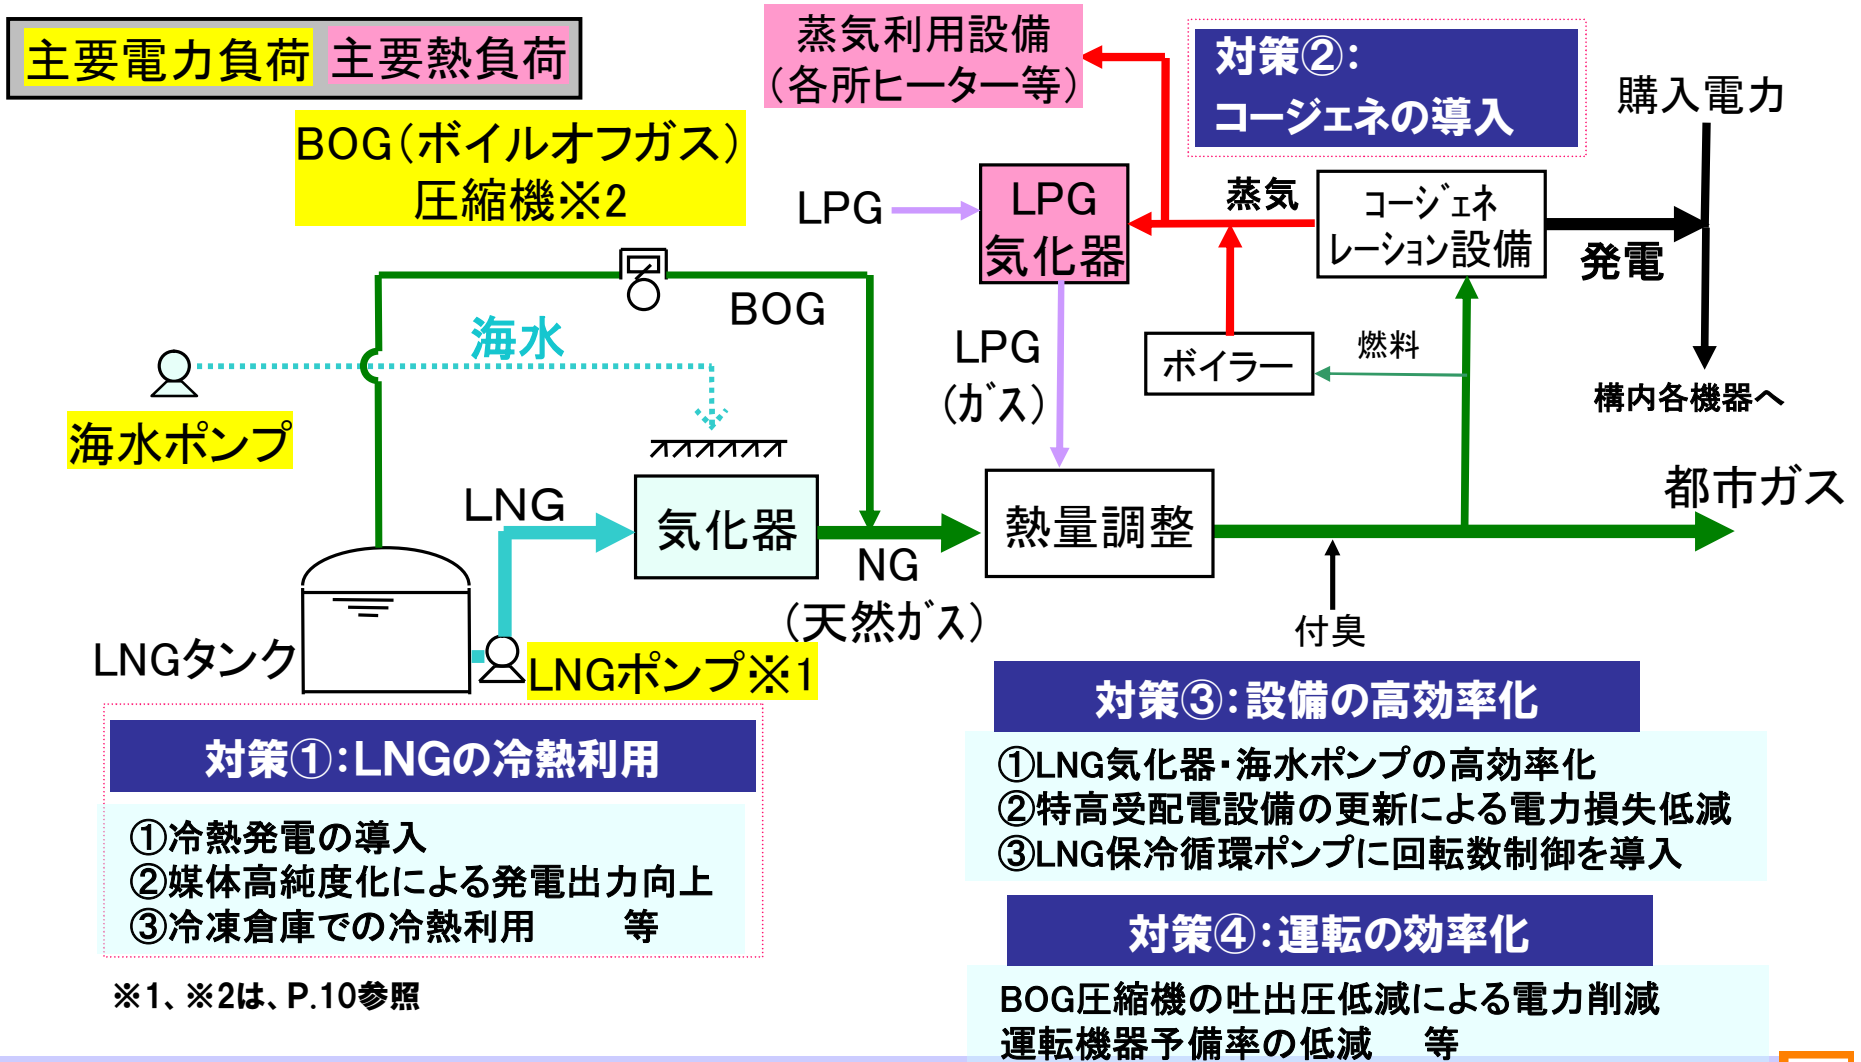 主要電力負荷 主要熱負荷
蒸気利用設備
(各所ヒーター等)
対策②:
コージェネの導入
購入電力
BOG(ボイルオフガス)
圧縮機※2
LPG
LPG
気化器
蒸気
コージェネ
レーション設備
発電
BOG
海水
LPG
(ガス)
ボイラー
燃料
構内各機器へ
海水ポンプ
都市ガス
LNG
気化器
熱量調整
NG
(天然ガス)
付臭
LNGタンク
LNGポンプ※1
対策①:LNGの冷熱利用
①冷熱発電の導入
②媒体高純度化による発電出力向上
③冷凍倉庫での冷熱利用 等
※1、※2は、P.10参照
対策③:設備の高効率化
①LNG気化器・海水ポンプの高効率化
②特高受配電設備の更新による電力損失低減
③LNG保冷循環ポンプに回転数制御を導入
対策④:運転の効率化
BOG圧縮機の吐出圧低減による電力削減
運転機器予備率の低減 等